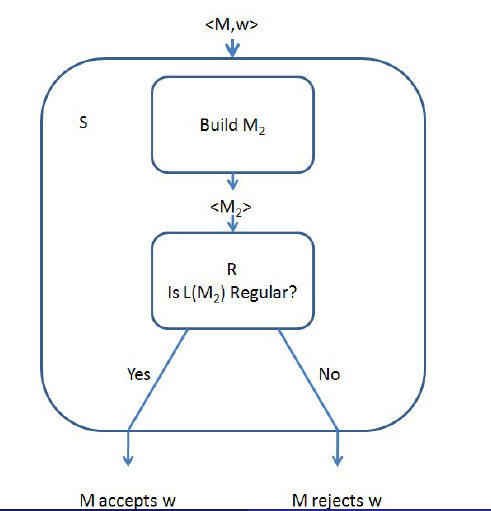 <M,w>
S
Build M₂
<M₂>
R
Is L(M₂) Regular?
Yes
No
M accepts w
M rejects w